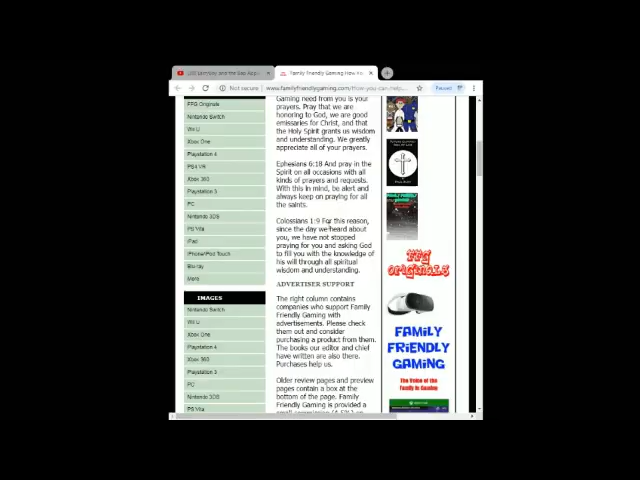 Family Friendly Gaming How
Not secure
www.familyfriendlygaming.com/How-you-can-help...
Paused
FFG Originals
Nintendo Switch
Wii U
Xbox One
Playstation 4
PS4 VR
Xbox 360
Playstation 3
PC
Nintendo 3DS
PS Vita
iPad
iPhone/iPod Touch
Blu-ray
More
IMAGES
Nintendo Switch
Wii U
Xbox One
Playstation 4
Xbox 360
Playstation 3
PC
Nintendo 3DS
PS Vita
Gaming need from you is your
prayers. Pray that we are
honoring to God, we are good
emissaries for Christ, and that
the Holy Spirit grants us wisdom
and understanding. We greatly
appreciate all of your prayers.
Ephesians 6:18 And pray in the
Spirit on all occasions with all
kinds of prayers and requests.
With this in mind, be alert and
always keep on praying for all
the saints.
Colossians 1:9 For this reason,
since the day we heard about
you, we have not stopped
praying for you and asking God
to fill you with the knowledge of
his will through all spiritual
wisdom and understanding.
ADVERTISER SUPPORT
The right column contains
companies who support Family
Friendly Gaming with
advertisements. Please check
them out and consider
purchasing a product from them.
The books our editor and chief
have written are also there.
Purchases help us.
Older review pages and preview
pages contain a box at the
bottom of the page. Family
Friendly Gaming is provided a
FFG
ORIGINALS
FAMILY
FRIENDLY
GAMING
The Voice of the
Family in Gaming